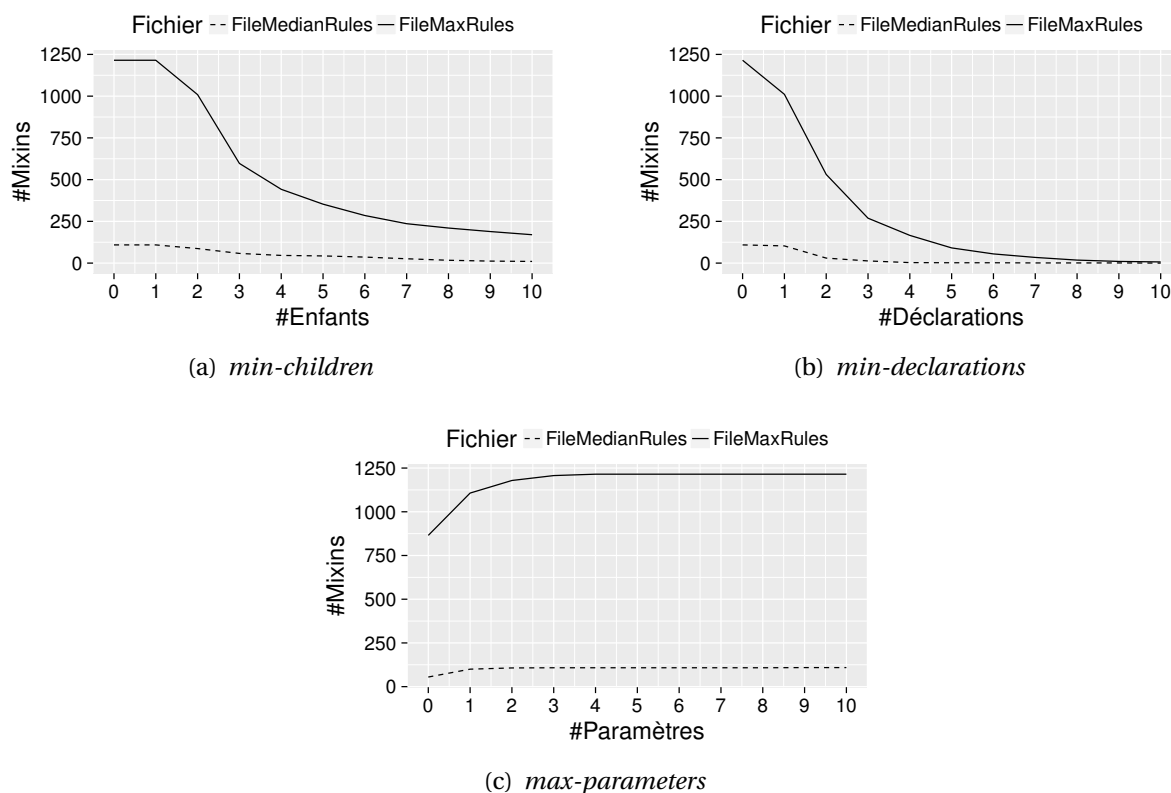 Fichier FileMedianRules FileMaxRules
1250
1000
750
500
250
0
#Mixins
0 1 2 3 4 5 6 7 8 9 10
#Enfants
(a) min-children
Fichier FileMedianRules FileMaxRules
1250
1000
750
500
250
0
#Mixins
0 1 2 3 4 5 6 7 8 9 10
#Déclarations
(b) min-declarations
Fichier FileMedianRules FileMaxRules
1250
1000
750
500
250
0
#Mixins
0 1 2 3 4 5 6 7 8 9 10
#Paramètres
(c) max-parameters